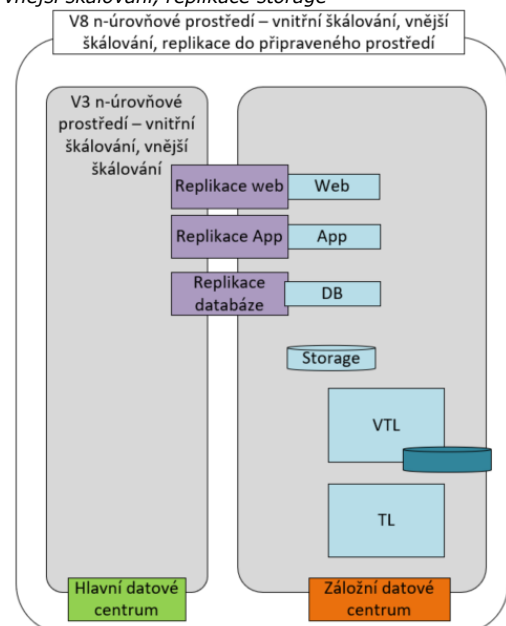 vnější škálování, replikace storage
V8 n-úrovňové prostředí – vnitřní škálování, vnější
škálování, replikace do připraveného prostředí
V3 n-úrovňové
prostředí – vnitřní
škálování, vnější
škálování
Replikace web
Web
Replikace App
App
Replikace
databáze
DB
Storage
VTL
TL
Hlavní datové
centrum
Záložní datové
centrum